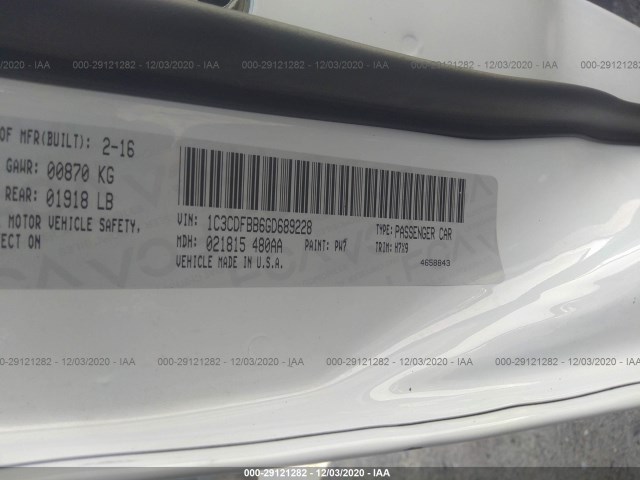 000-29121282 - 12/03/2020 - IAA
OF MFR(BUILT): 2-16
GAWR: 00870 KG
REAR: 01918 LB
MOTOR VEHICLE SAFETY,
ECT ON
VIN: 1C3CDFBB6GD689228
TYPE: PASSENGER CAR
MDH: 021815 480AA
PAINT: PW7
TRIM: H7X9
VEHICLE MADE IN U.S.A.
4658843
000-29121282 - 12/03/2020 - IAA
000-29121282 - 12/03/2020 - IAA